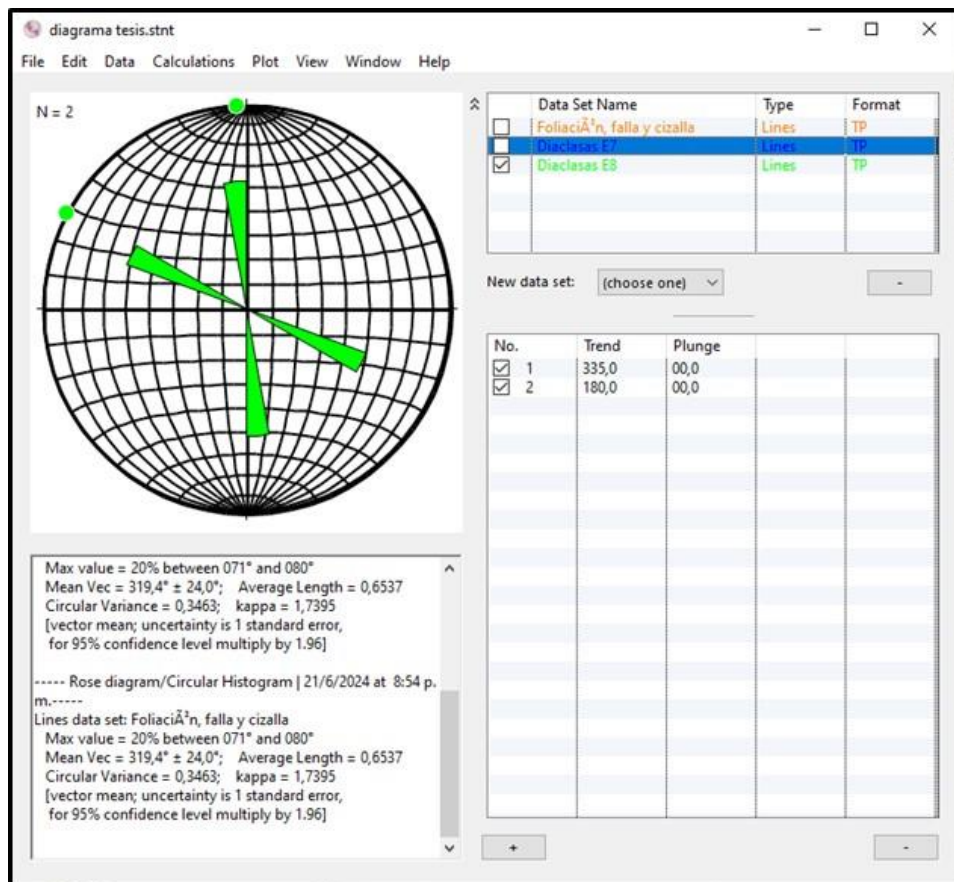 diagrama tesis.stnt
File Edit Data Calculations Plot View Window Help
N = 2
Data Set Name Type Format
FoliaciÃ³n, falla y cizalla Lines TP
Diaclasas E7 Lines TP
Diaclasas E8 Lines TP
New data set: (choose one) -
No. Trend Plunge
1 335,0 00,0
2 180,0 00,0
Max value = 20% between 071° and 080°
Mean Vec = 319,4° ± 24,0°; Average Length = 0,6537
Circular Variance = 0,3463; kappa = 1,7395
[vector mean; uncertainty is 1 standard error,
for 95% confidence level multiply by 1.96]
----- Rose diagram/Circular Histogram | 21/6/2024 at 8:54 p.
m.-----
Lines data set: FoliaciÃ³n, falla y cizalla
Max value = 20% between 071° and 080°
Mean Vec = 319,4° ± 24,0°; Average Length = 0,6537
Circular Variance = 0,3463; kappa = 1,7395
[vector mean; uncertainty is 1 standard error,
for 95% confidence level multiply by 1.96]
+ -